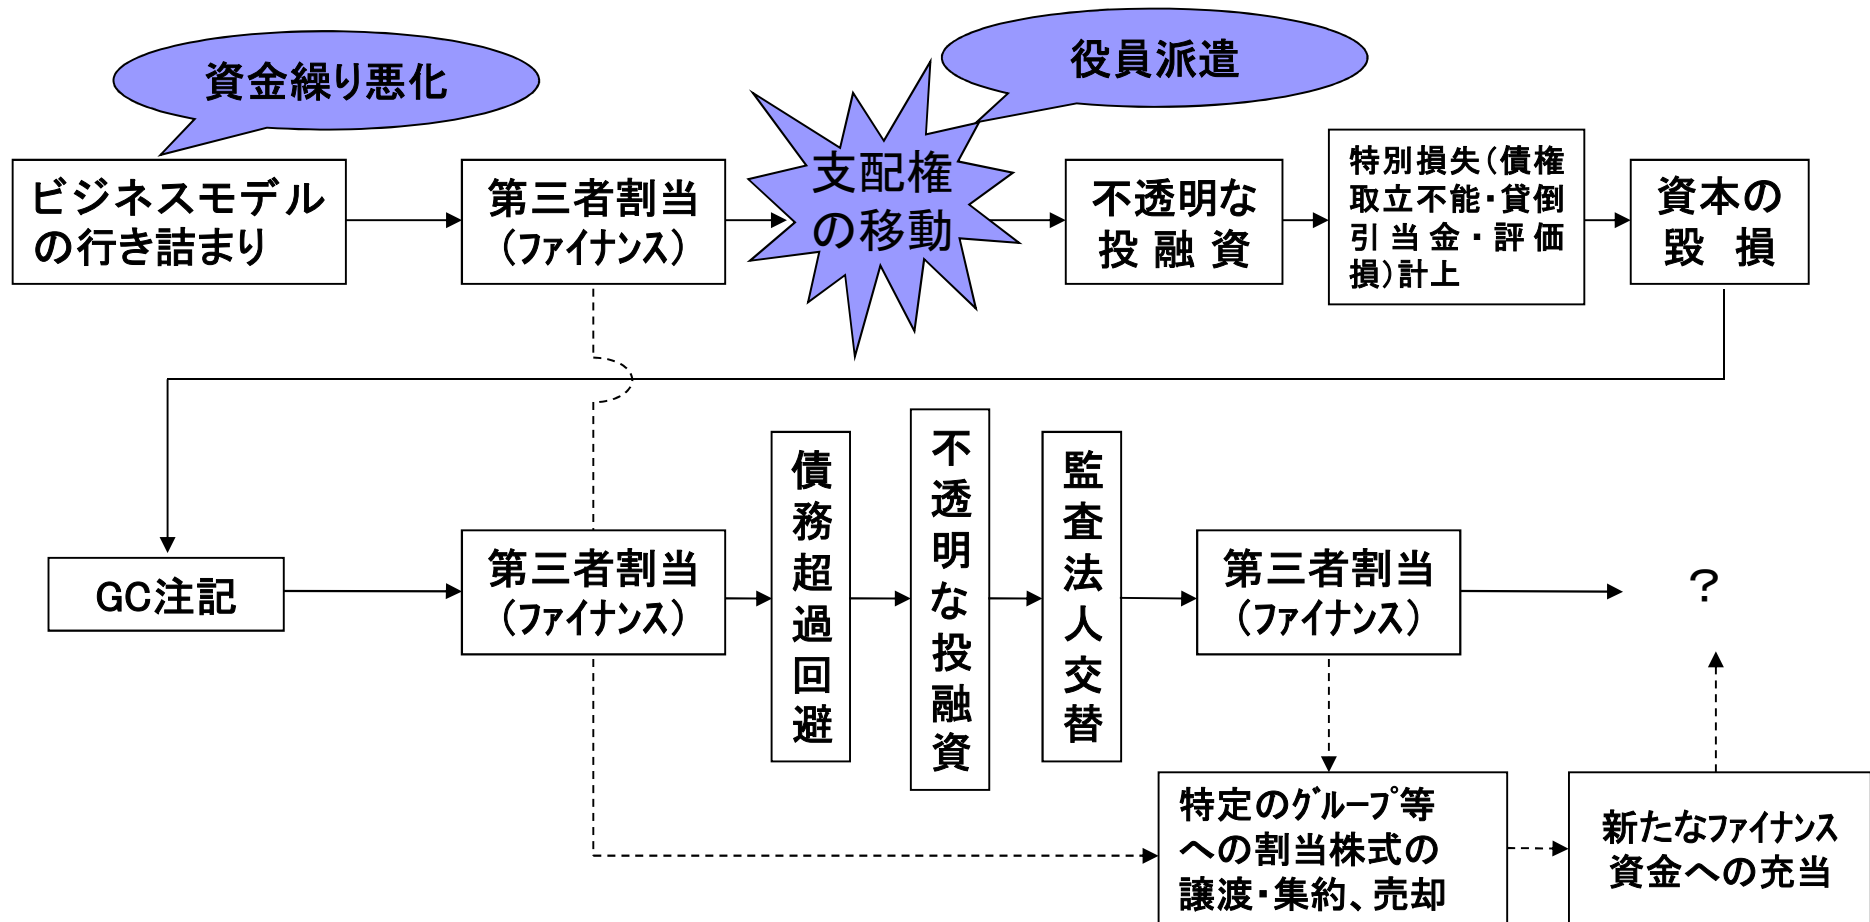 資金繰り悪化
役員派遣
ビジネスモデル
の行き詰まり
第三者割当
(ファイナンス)
支配権
の移動
不透明な
投融資
特別損失(債権
取立不能・貸倒
引当金・評価
損)計上
資本の
毀損
GC注記
第三者割当
(ファイナンス)
債務超過回避
不透明な投融資
監査法人交替
第三者割当
(ファイナンス)
?
特定のグループ等
への割当株式の
譲渡・集約、売却
新たなファイナンス
資金への充当